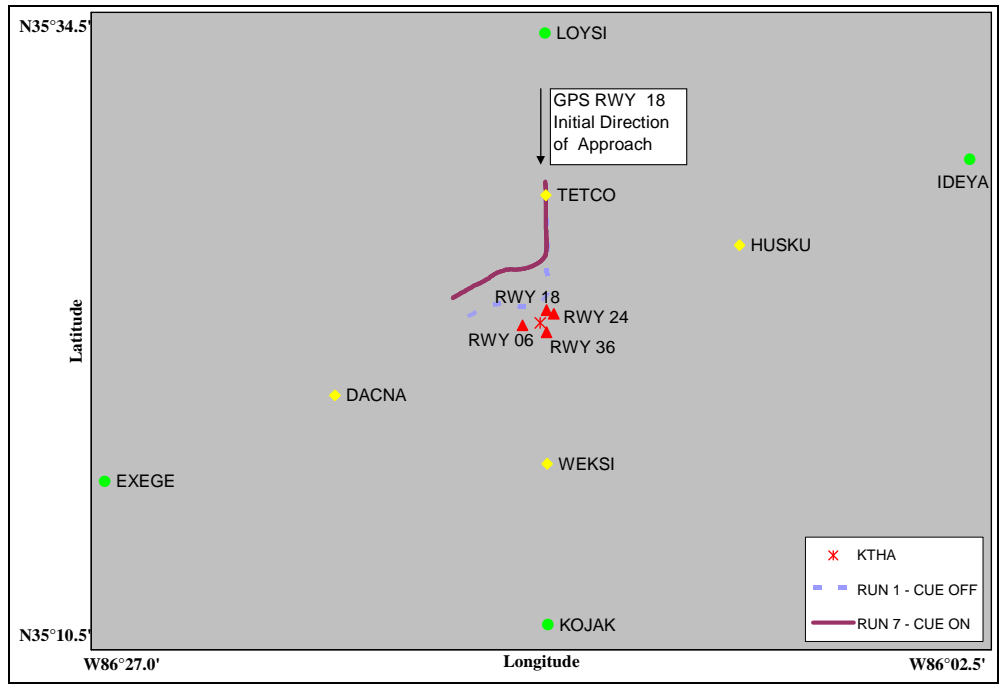 N35°34.5'
LOYSI
GPS RWY 18
Initial Direction
of Approach
IDEYA
TETCO
HUSKU
RWY 18
RWY 24
RWY 06
RWY 36
Latitude
DACNA
WEKSI
EXEGE
KTHA
RUN 1 - CUE OFF
RUN 7 - CUE ON
KOJAK
N35°10.5'
W86°27.0'
Longitude
W86°02.5'